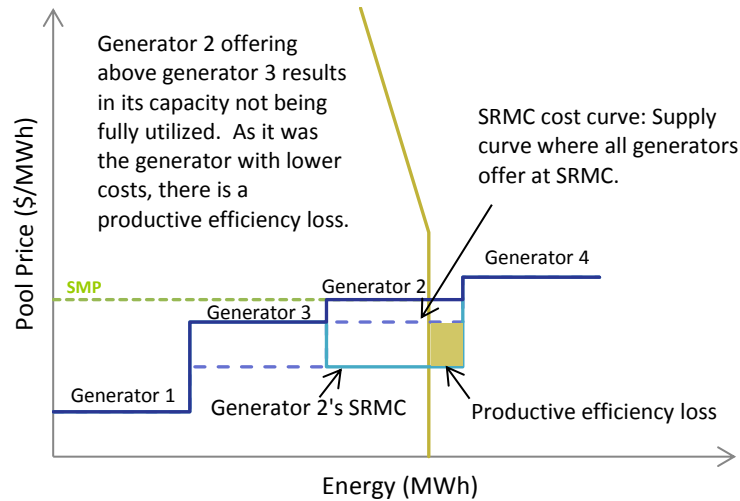 Generator 2 offering
above generator 3 results
in its capacity not being
fully utilized.  As it was
the generator with lower
costs, there is a
productive efficiency loss.
SRMC cost curve: Supply
curve where all generators
offer at SRMC.
Pool Price ($/MWh)
SMP
Generator 1
Generator 3
Generator 2
Generator 4
Generator 2's SRMC
Productive efficiency loss
Energy (MWh)